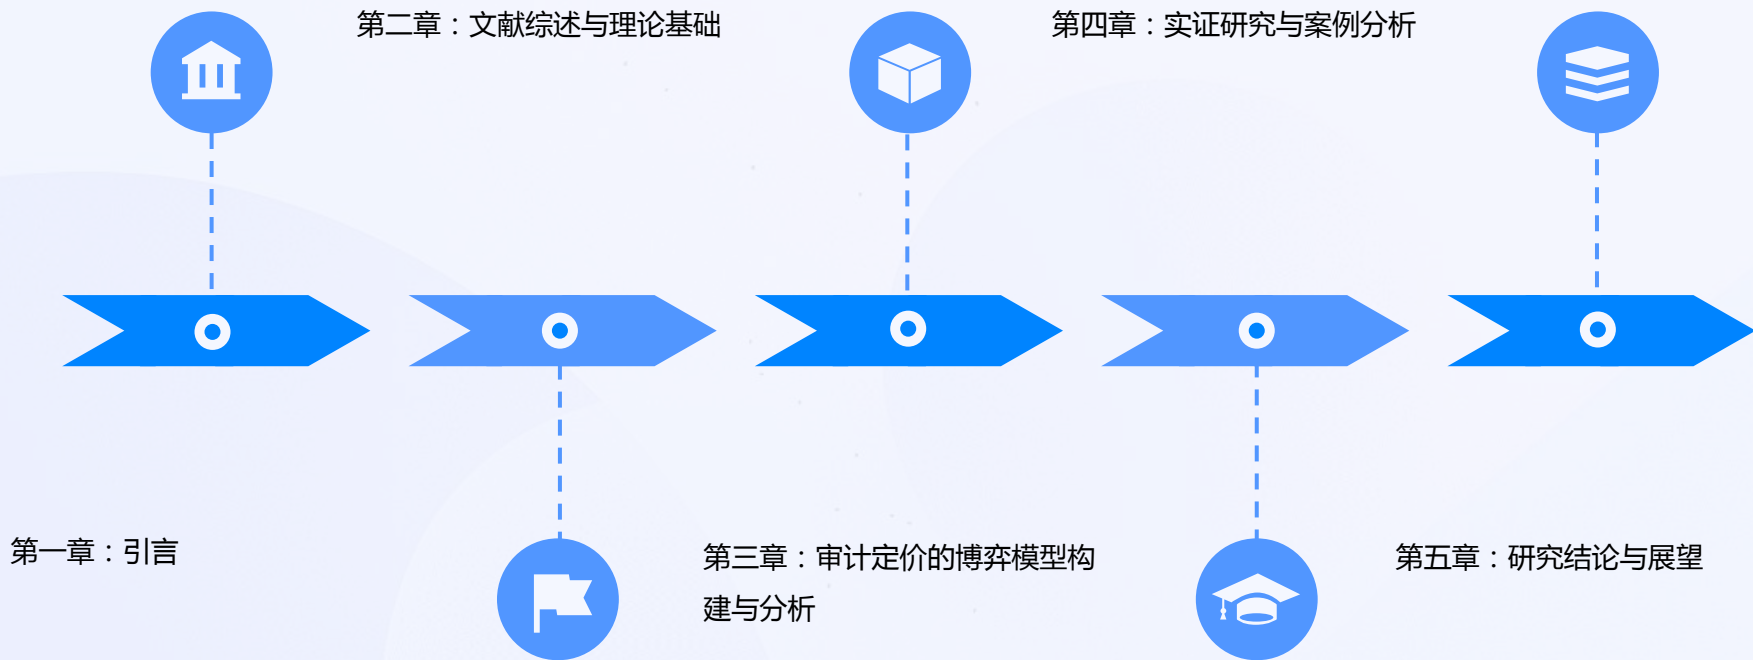 第一章：引言
第二章：文献综述与理论基础
第三章：审计定价的博弈模型构
建与分析
第四章：实证研究与案例分析
第五章：研究结论与展望